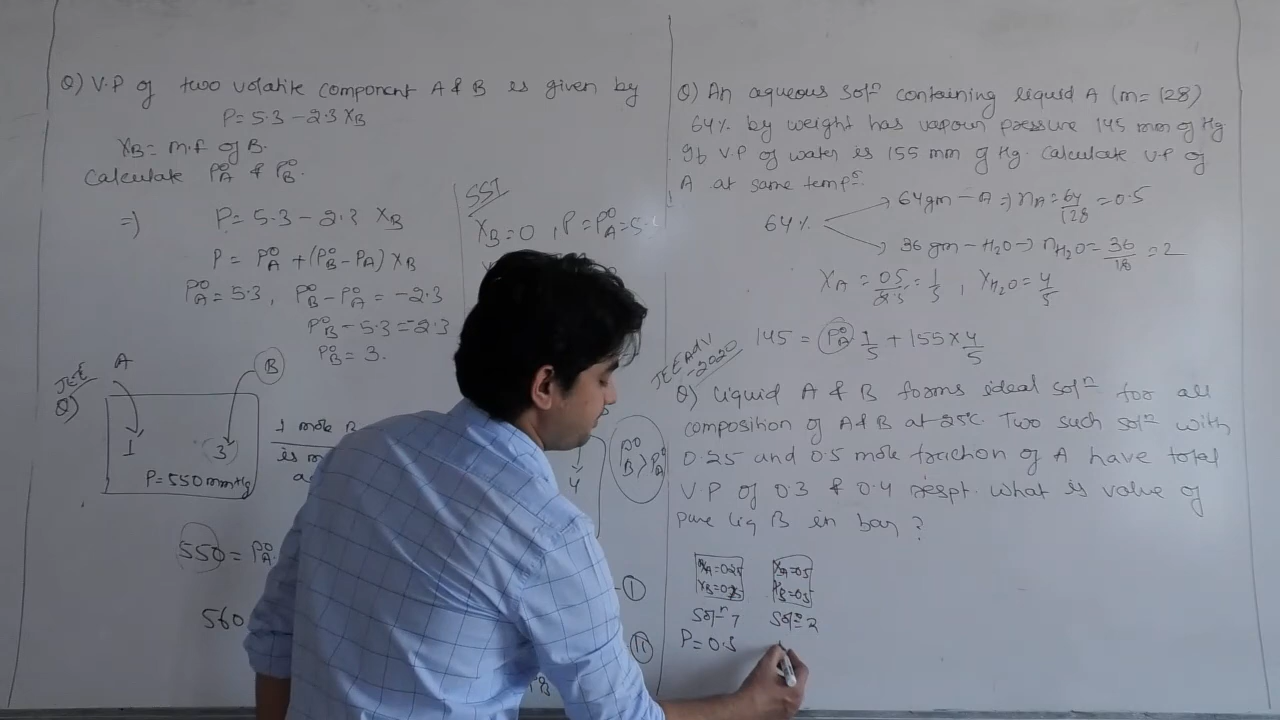 Q) V.P of two volatile component A & B is given by
P = 5.3 – 2.3 XB
XB = m.f of B.
Calculate P°A & P°B.
=) P = 5.3 – 2.3 XB
P = P°A + (P°B – PA) XB
P°A = 5.3, P°B – P°A = –2.3
P°B – 5.3 = –2.3
P°B = 3.
SSI
XB = 0, P = P°A = 5.
JEE
Q)
A
B
1
3
P = 550 mmHg
1 mole B
is m
a
4
P°B > P°A
550 = P°A.
I
560
II
Q) An aqueous solⁿ containing liquid A (m = 128)
64% by weight has vapour pressure 145 mm of Hg
If V.P of water is 155 mm of Hg. Calculate V.P of
A at same tempʳ.
64%
64gm – A => nA = 64/128 = 0.5
36 gm – H2O –> nH2O = 36/18 = 2
XA = 0.5/2.5 = 1/5, XH2O = 4/5
145 = P°A 1/5 + 155 × 4/5
JEE Adv – 2020
Q) liquid A & B forms ideal solⁿ for all
composition of A & B at 25°C. Two such solⁿ with
0.25 and 0.5 mole fraction of A have total
V.P of 0.3 & 0.4 respt. What is value of
pure liq B in bar?
XA = 0.25 XA = 0.5
XB = 0.75 XB = 0.5
Solⁿ – 1 Solⁿ – 2
P = 0.3